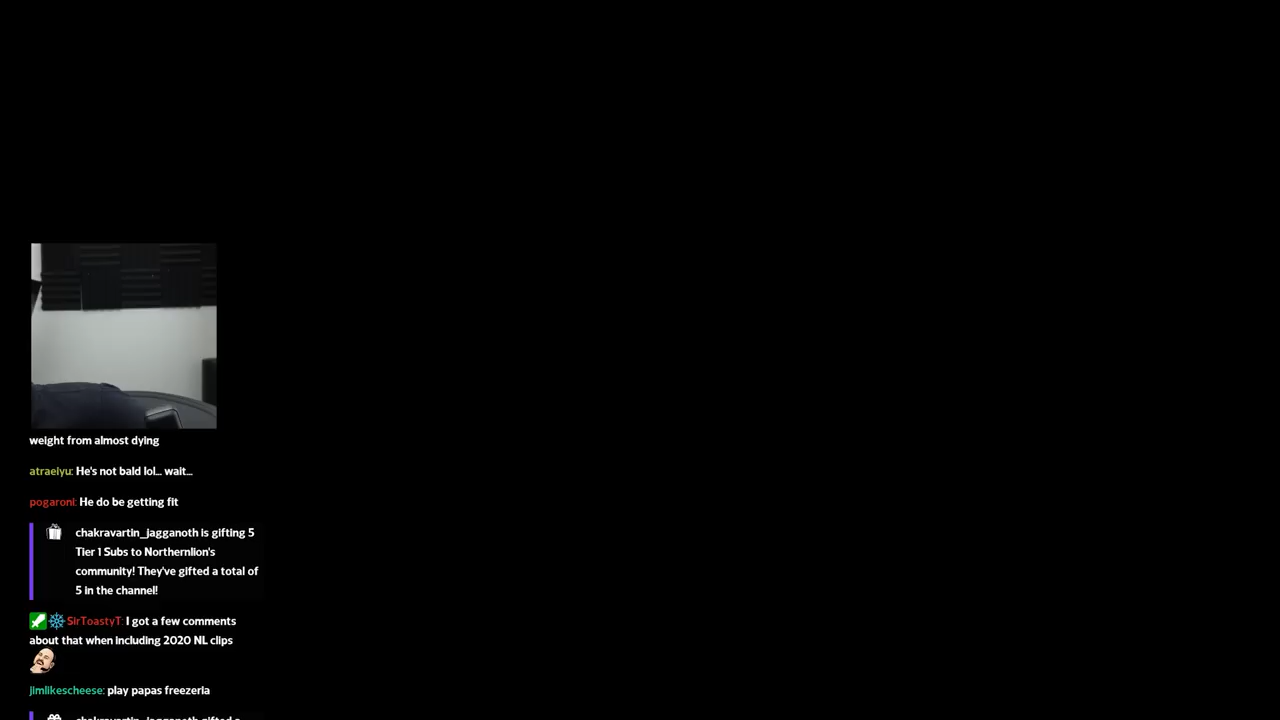 weight from almost dying
atraeiyu: He's not bald lol... wait...
pogaroni: He do be getting fit
chakravartin_jagganoth is gifting 5
Tier 1 Subs to Northernlion's
community! They've gifted a total of
5 in the channel!
SirToastyT: I got a few comments
about that when including 2020 NL clips
jimlikescheese: play papas freezeria
chakravartin_jagganoth gifted a